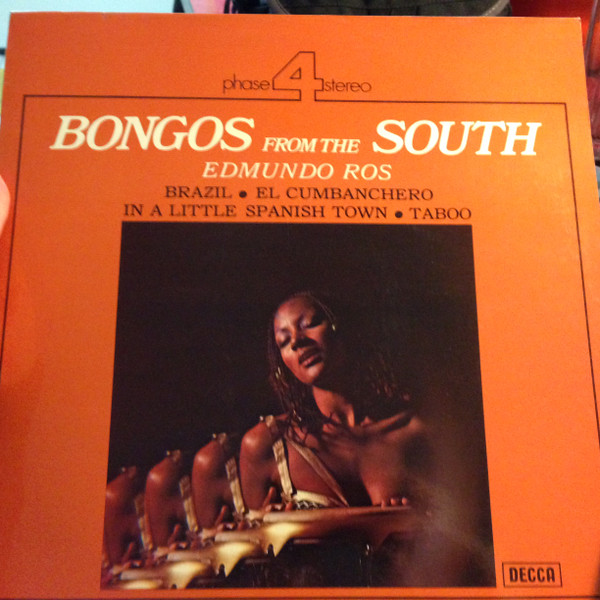 phase 4 stereo
BONGOS FROM THE SOUTH
EDMUNDO ROS
BRAZIL • EL CUMBANCHERO
IN A LITTLE SPANISH TOWN • TABOO
DECCA